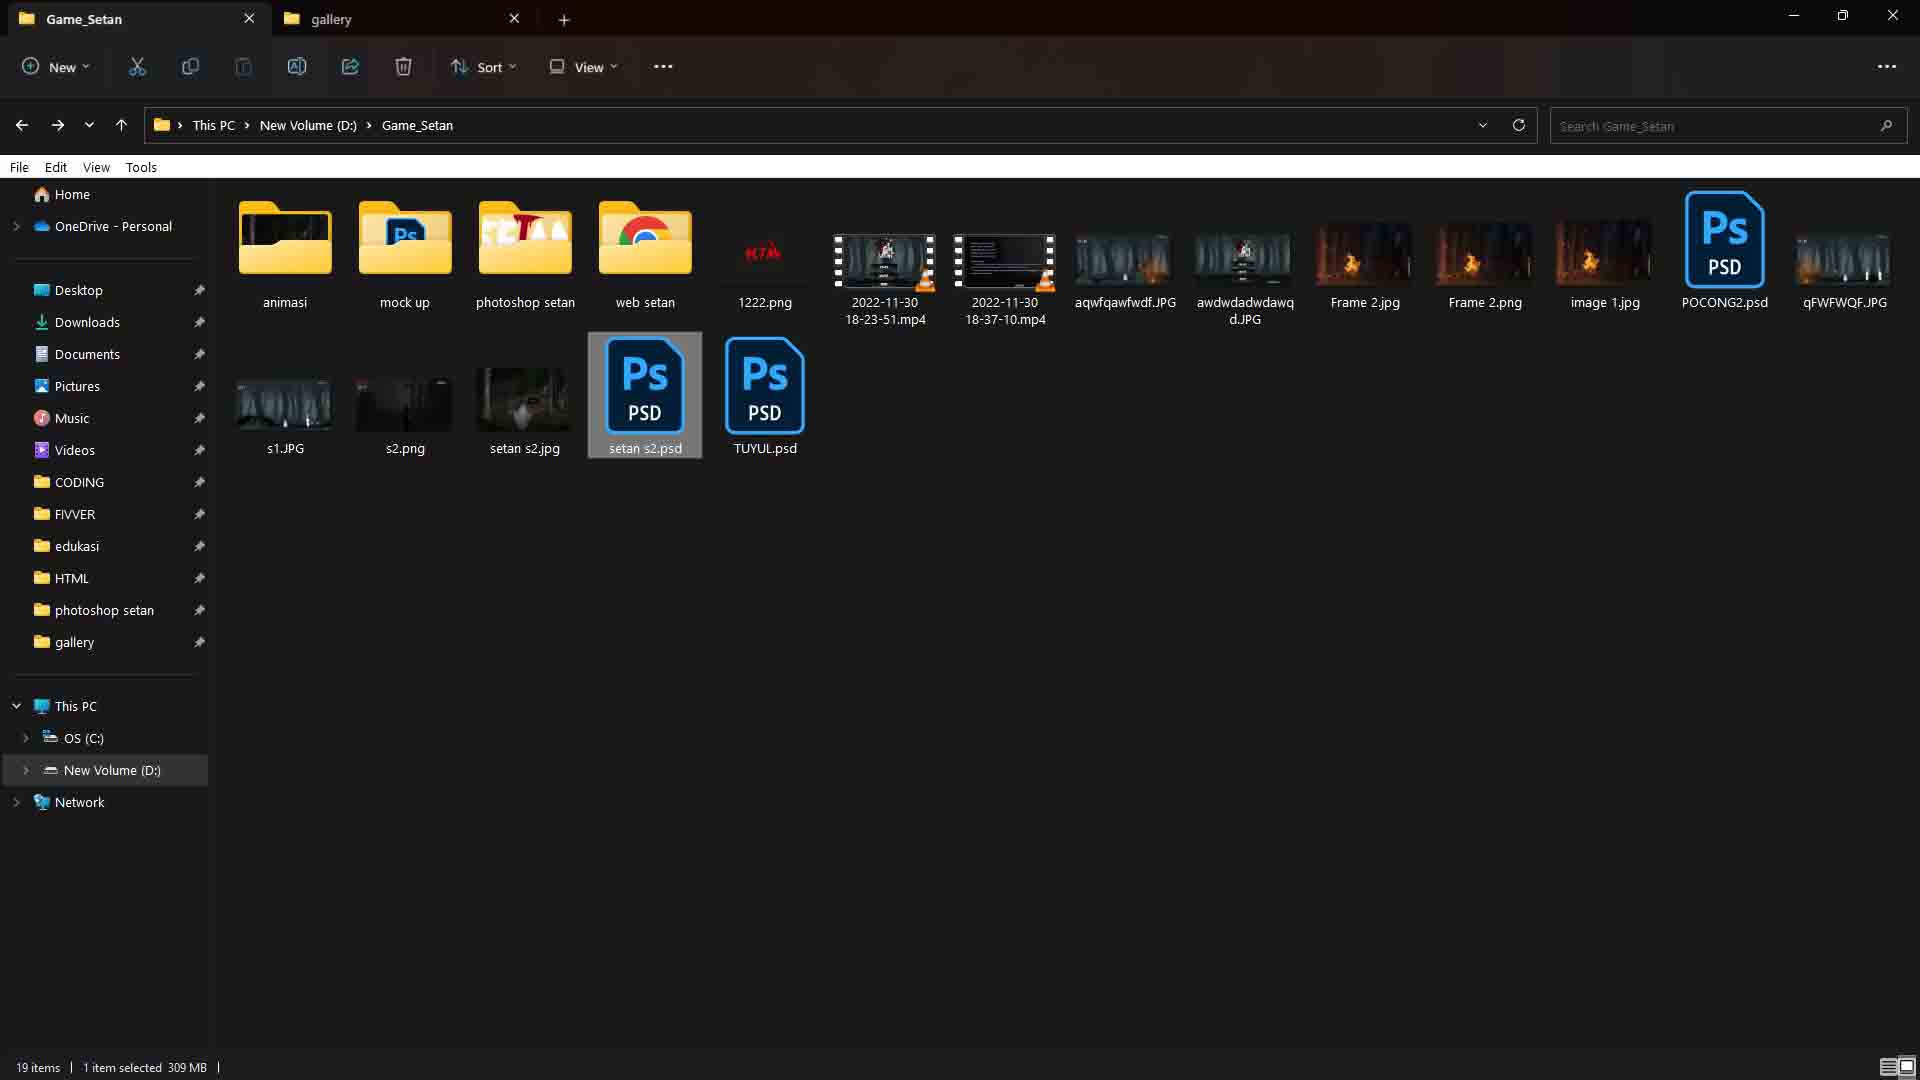 Game_Setan
gallery
New
Sort
View
This PC
New Volume (D:)
Game_Setan
Search Game_Setan
File Edit View Tools
Home
OneDrive - Personal
Desktop
Downloads
Documents
Pictures
Music
Videos
CODING
FIVVER
edukasi
HTML
photoshop setan
gallery
This PC
OS (C:)
New Volume (D:)
Network
Ps
animasi
mock up
photoshop setan
web setan
1222.png
2022-11-30
18-23-51.mp4
2022-11-30
18-37-10.mp4
aqwfqawfwdf.JPG
awdwdadwdawq
d.JPG
Frame 2.jpg
Frame 2.png
image 1.jpg
Ps
PSD
POCONG2.psd
qFWFWQF.JPG
s1.JPG
s2.png
setan s2.jpg
Ps
PSD
setan s2.psd
Ps
PSD
TUYUL.psd
19 items
1 item selected 309 MB